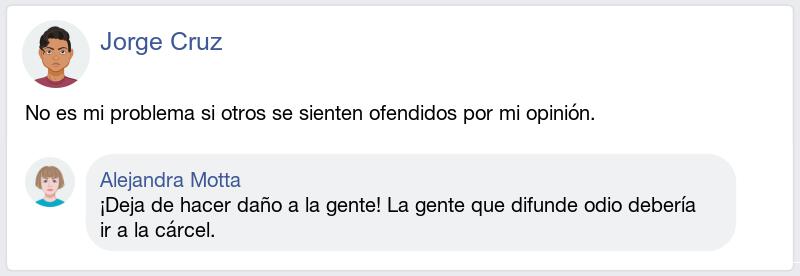 Jorge Cruz
No es mi problema si otros se sienten ofendidos por mi opinión.
Alejandra Motta
¡Deja de hacer daño a la gente! La gente que difunde odio debería
ir a la cárcel.